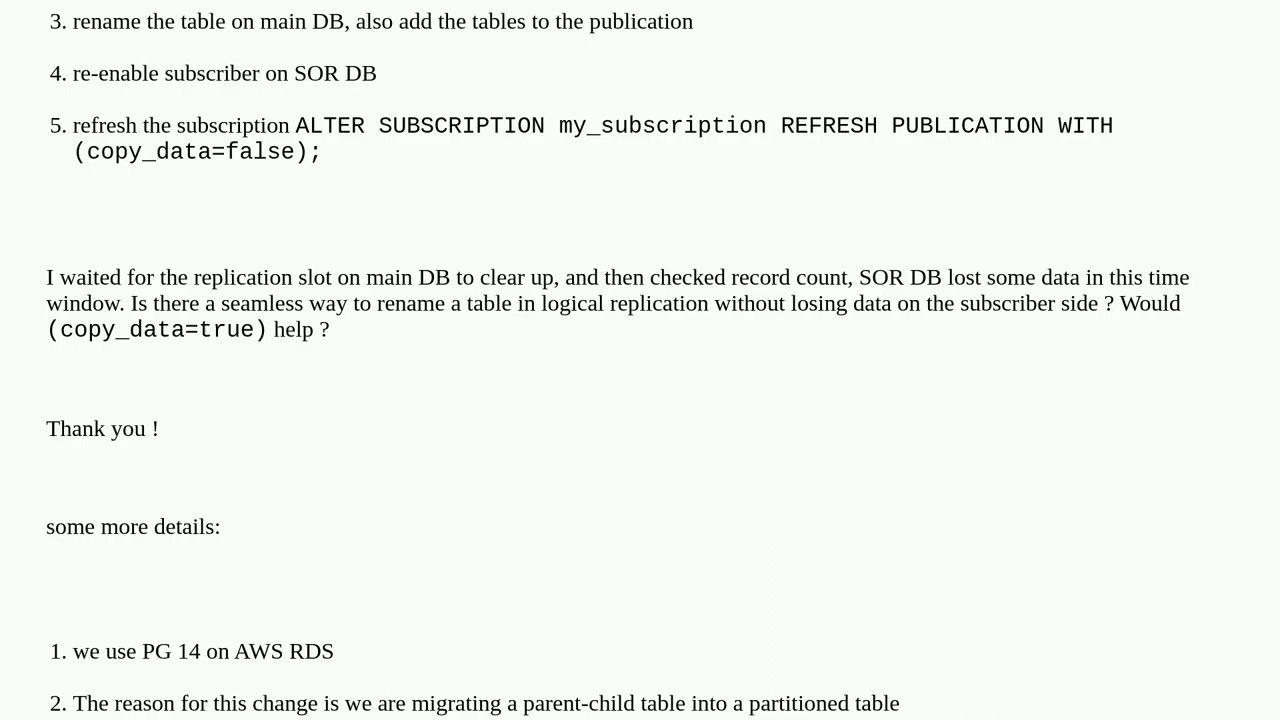 3. rename the table on main DB, also add the tables to the publication
4. re-enable subscriber on SOR DB
5. refresh the subscription ALTER SUBSCRIPTION my_subscription REFRESH PUBLICATION WITH
(copy_data=false);
I waited for the replication slot on main DB to clear up, and then checked record count, SOR DB lost some data in this time
window. Is there a seamless way to rename a table in logical replication without losing data on the subscriber side ? Would
(copy_data=true) help ?
Thank you !
some more details:
1. we use PG 14 on AWS RDS
2. The reason for this change is we are migrating a parent-child table into a partitioned table